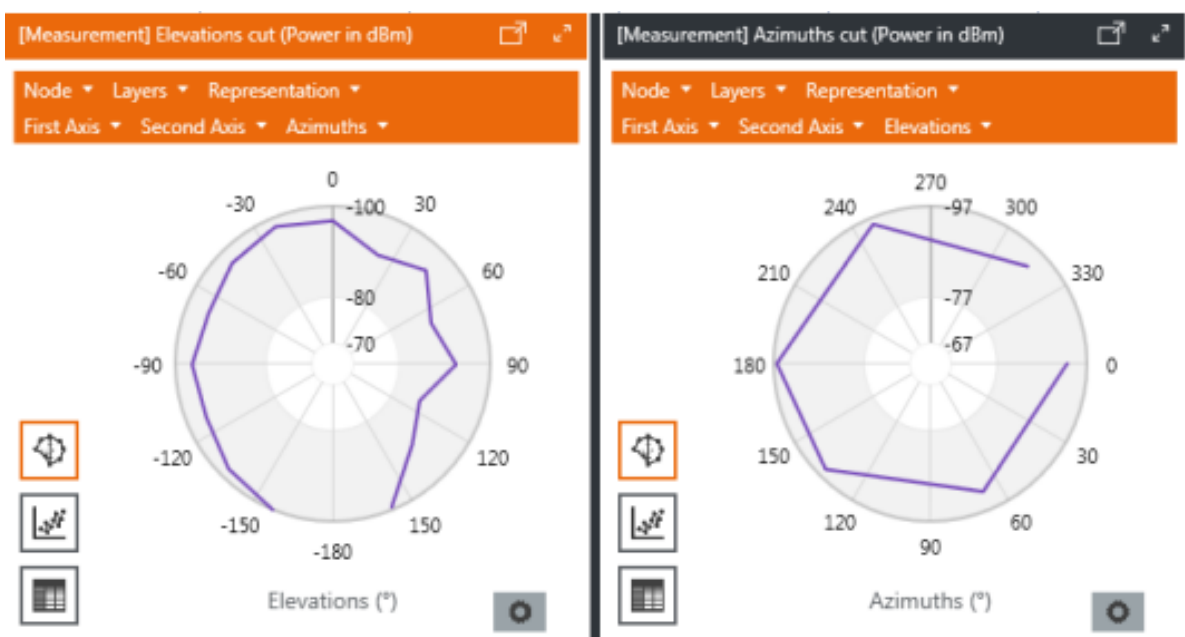 [Measurement] Elevations cut (Power in dBm)
Node Layers Representation
First Axis Second Axis Azimuths
0
-30 -100 30
-60 60
-80
-70
-90 90
-120 120
-150 150
-180
Elevations (°)
[Measurement] Azimuths cut (Power in dBm)
Node Layers Representation
First Axis Second Axis Elevations
270
240 -97 300
210 330
-77
-67
180 0
150 30
120 60
90
Azimuths (°)